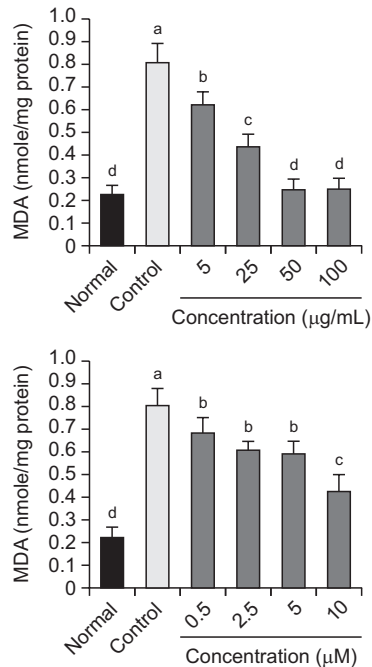 MDA (nmole/mg protein)
1.0
0.9
0.8
0.7
0.6
0.5
0.4
0.3
0.2
0.1
0
d
a
b
c
d
d
Normal
Control
5
25
50
100
Concentration (μg/mL)
MDA (nmole/mg protein)
1.0
0.9
0.8
0.7
0.6
0.5
0.4
0.3
0.2
0.1
0
d
a
b
b
b
c
Normal
Control
0.5
2.5
5
10
Concentration (μM)